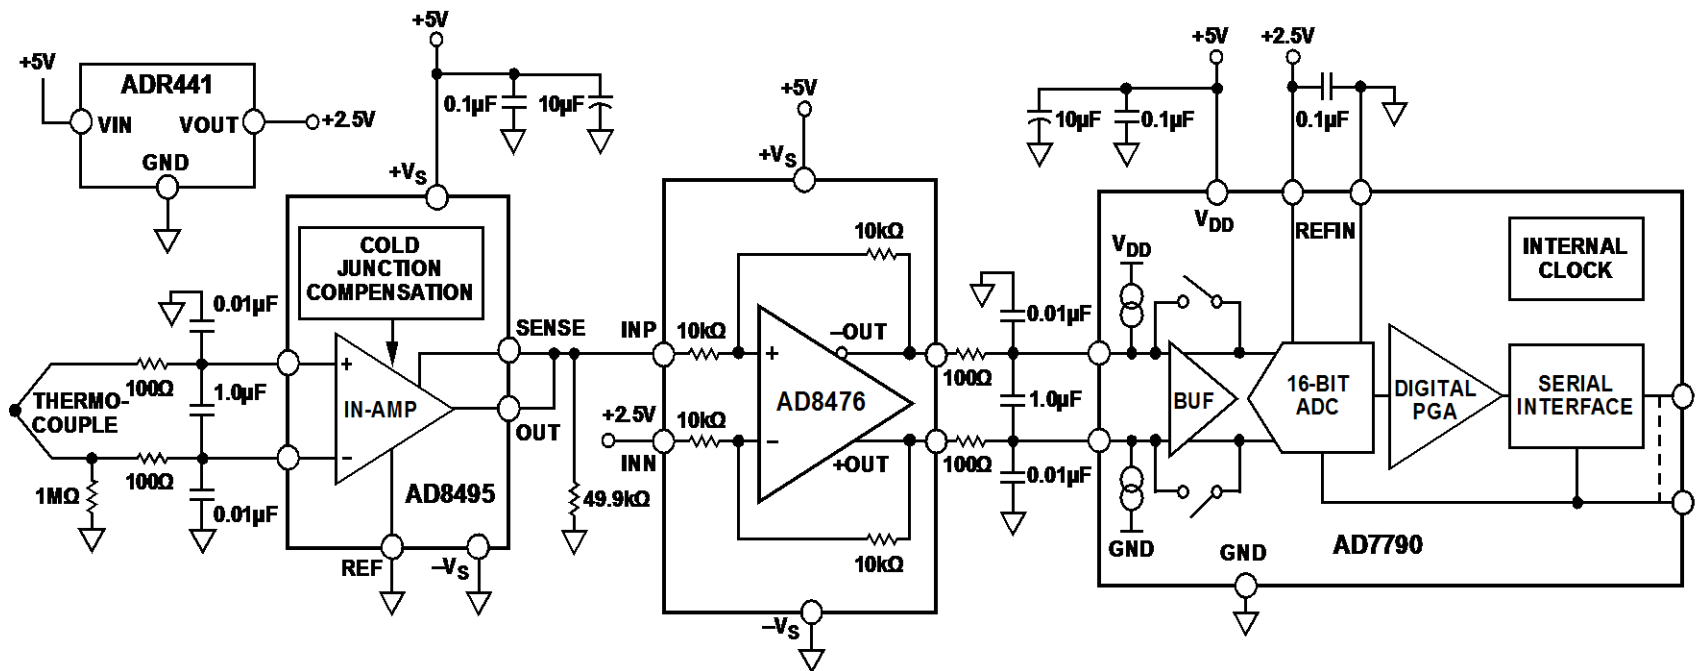 +5V
ADR441
VIN
VOUT
+2.5V
GND
+5V
0.1µF
10µF
+VS
COLD
JUNCTION
COMPENSATION
0.01µF
100Ω
1.0µF
THERMO-
COUPLE
IN-AMP
+
−
100Ω
1MΩ
0.01µF
AD8495
REF
−VS
SENSE
OUT
49.9kΩ
+5V
+VS
10kΩ
INP
10kΩ
−OUT
+
AD8476
+2.5V
10kΩ
−
INN
+OUT
10kΩ
−VS
0.01µF
100Ω
1.0µF
100Ω
0.01µF
+5V
+2.5V
10µF
0.1µF
0.1µF
VDD
REFIN
VDD
INTERNAL
CLOCK
BUF
16-BIT
ADC
DIGITAL
PGA
SERIAL
INTERFACE
GND
GND
AD7790